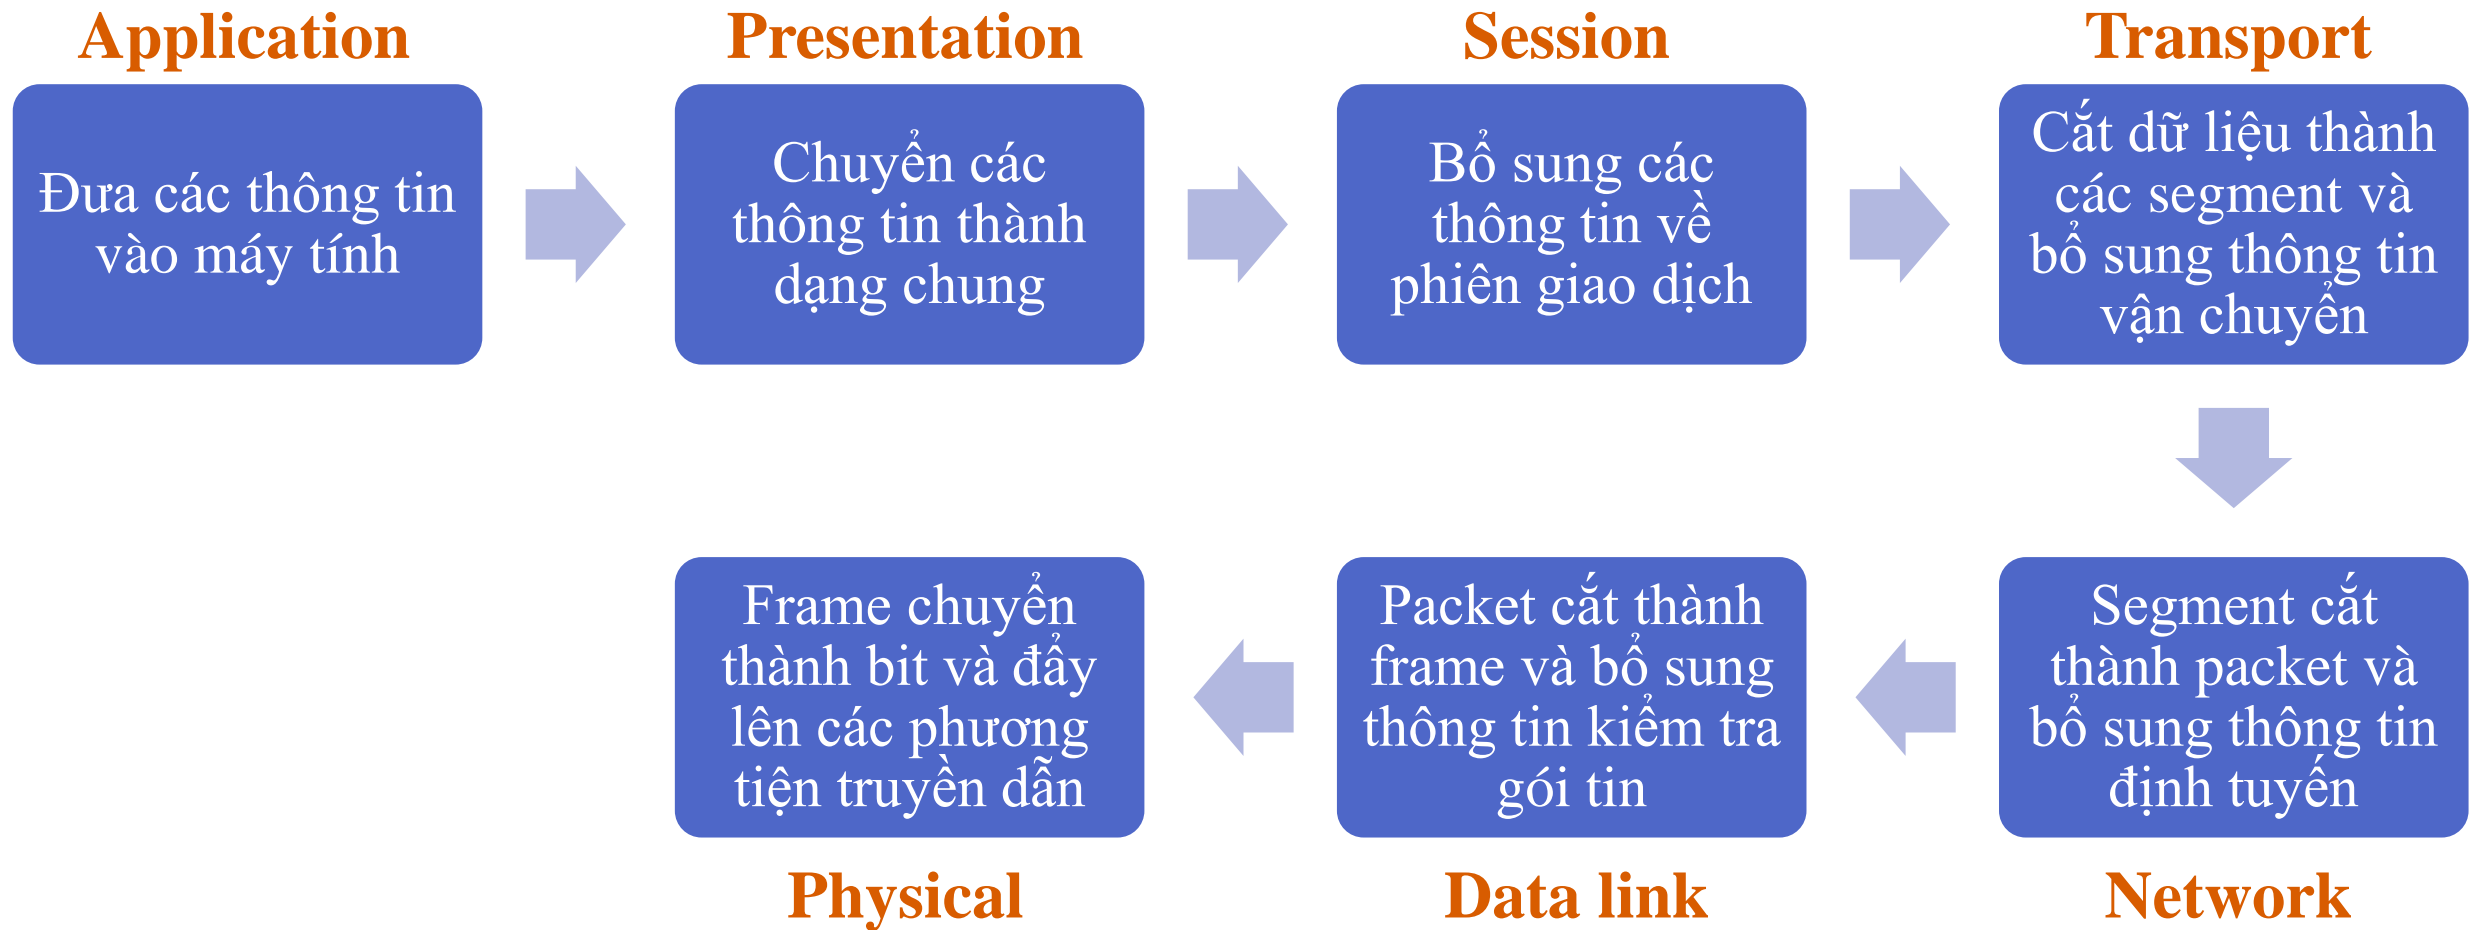 Application
Đưa các thông tin
vào máy tính
Presentation
Chuyển các
thông tin thành
dạng chung
Session
Bổ sung các
thông tin về
phiên giao dịch
Transport
Cắt dữ liệu thành
các segment và
bổ sung thông tin
vận chuyển
Segment cắt
thành packet và
bổ sung thông tin
định tuyến
Network
Packet cắt thành
frame và bổ sung
thông tin kiểm tra
gói tin
Data link
Frame chuyển
thành bit và đẩy
lên các phương
tiện truyền dẫn
Physical